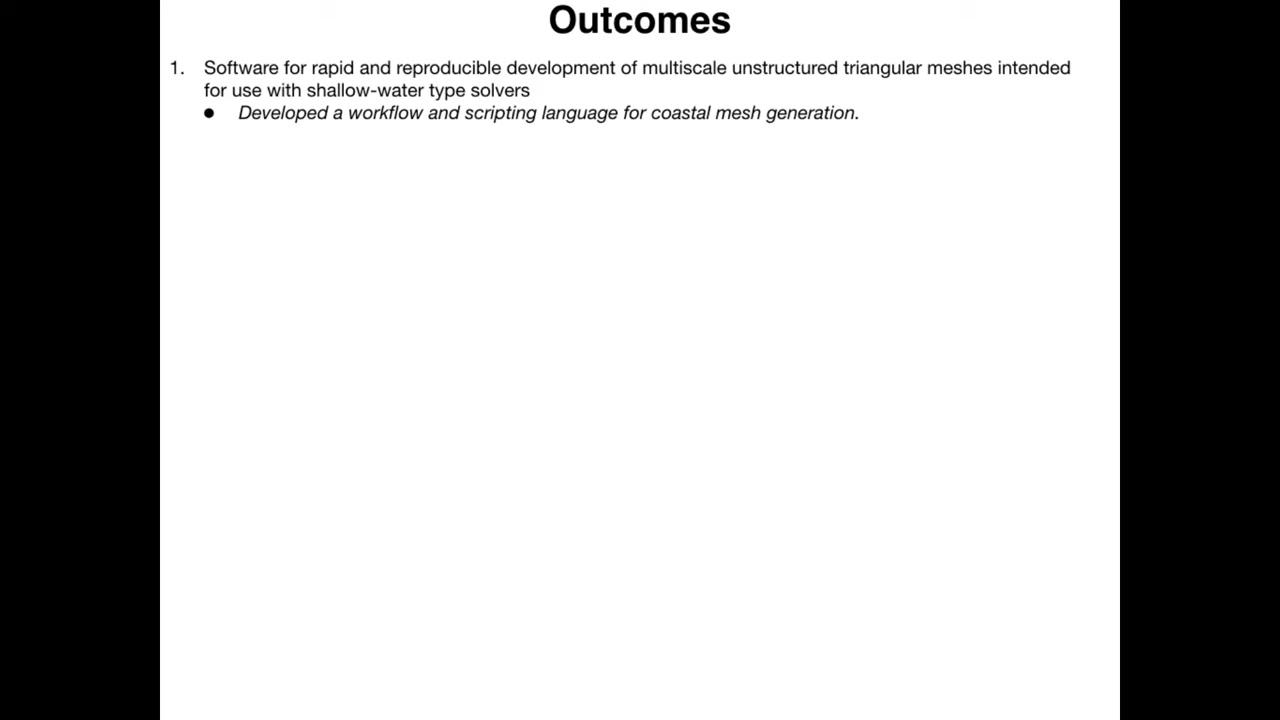 Outcomes
1. Software for rapid and reproducible development of multiscale unstructured triangular meshes intended
for use with shallow-water type solvers
● Developed a workflow and scripting language for coastal mesh generation.